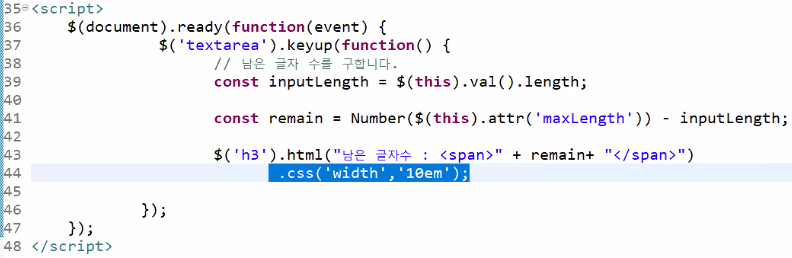 35 <script>
36     $(document).ready(function(event) {
37             $('textarea').keyup(function() {
38                 // 남은 글자 수를 구합니다.
39                 const inputLength = $(this).val().length;
40
41                 const remain = Number($(this).attr('maxLength')) - inputLength;
42
43                 $('h3').html("남은 글자수 : <span>" + remain+ "</span>")
44                      .css('width','10em');
45
46           });
47     });
48 </script>